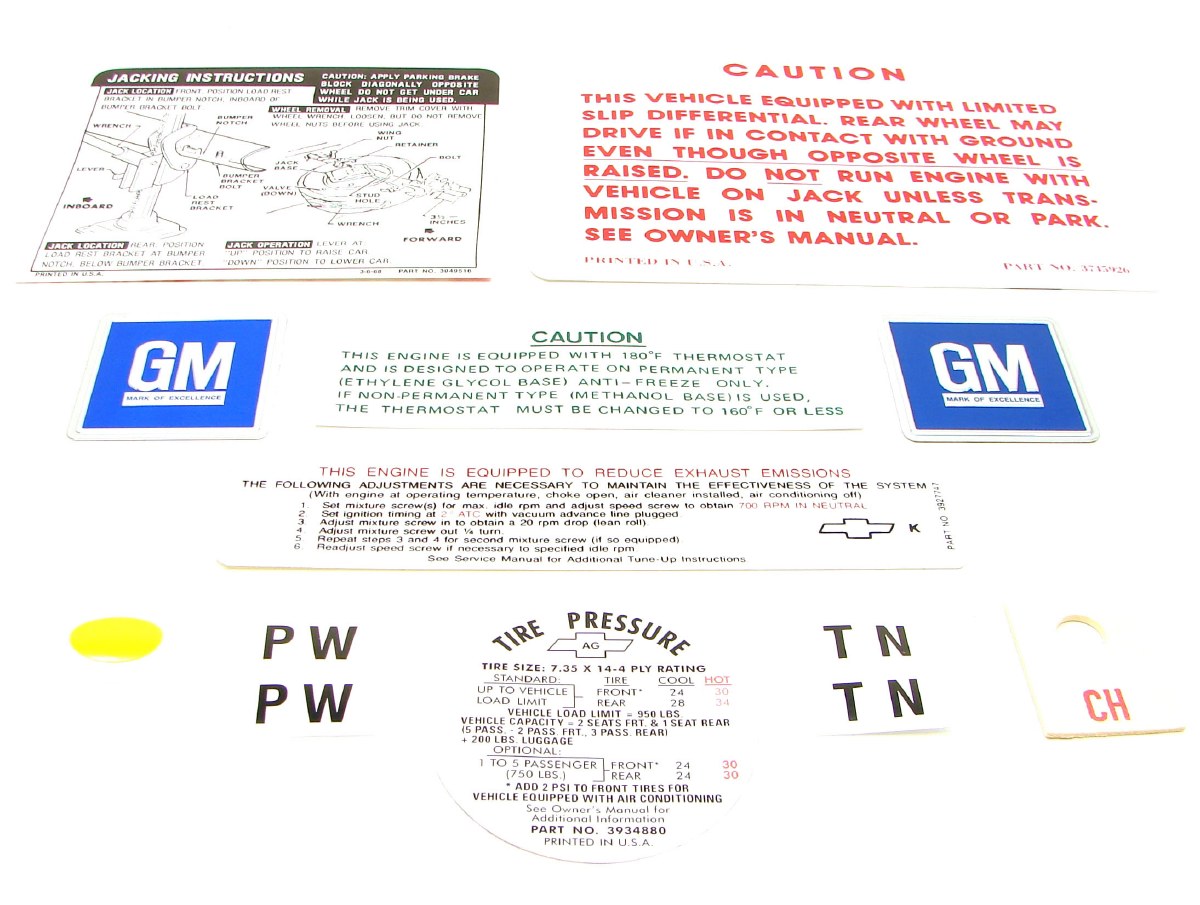 JACKING INSTRUCTIONS
CAUTION: APPLY PARKING BRAKE
BLOCK DIAGONALLY OPPOSITE
WHEEL DO NOT GET UNDER CAR
WHILE JACK IS BEING USED.
JACK LOCATION FRONT, POSITION LOAD REST
BRACKET IN BUMPER NOTCH, INBOARD OF
BUMPER BRACKET BOLT.
WHEEL REMOVAL REMOVE TRIM COVER WITH
WHEEL WRENCH. LOOSEN, BUT DO NOT REMOVE
WHEEL NUTS BEFORE USING JACK.
WRENCH
BUMPER
NOTCH
WING
NUT
RETAINER
BOLT
JACK
BASE
LEVER
BUMPER
BRACKET
BOLT
VALVE
(DOWN)
STUD
HOLE
LOAD
REST
BRACKET
INBOARD
WRENCH
3½
INCHES
FORWARD
JACK LOCATION REAR, POSITION
LOAD REST BRACKET AT BUMPER
NOTCH, BELOW BUMPER BRACKET
JACK OPERATION LEVER AT
"UP" POSITION TO RAISE CAR
"DOWN" POSITION TO LOWER CAR.
PRINTED IN U.S.A.
3-6-68 PART NO. 3949516
CAUTION
THIS VEHICLE EQUIPPED WITH LIMITED
SLIP DIFFERENTIAL. REAR WHEEL MAY
DRIVE IF IN CONTACT WITH GROUND
EVEN THOUGH OPPOSITE WHEEL IS
RAISED. DO NOT RUN ENGINE WITH
VEHICLE ON JACK UNLESS TRANS-
MISSION IS IN NEUTRAL OR PARK.
SEE OWNER'S MANUAL.
PRINTED IN U.S.A. PART NO. 3745926
GM
MARK OF EXCELLENCE
CAUTION
THIS ENGINE IS EQUIPPED WITH 180°F THERMOSTAT
AND IS DESIGNED TO OPERATE ON PERMANENT TYPE
(ETHYLENE GLYCOL BASE) ANTI-FREEZE ONLY.
IF NON-PERMANENT TYPE (METHANOL BASE) IS USED,
THE THERMOSTAT MUST BE CHANGED TO 160°F OR LESS
GM
MARK OF EXCELLENCE
THIS ENGINE IS EQUIPPED TO REDUCE EXHAUST EMISSIONS
THE FOLLOWING ADJUSTMENTS ARE NECESSARY TO MAINTAIN THE EFFECTIVENESS OF THE SYSTEM
(With engine at operating temperature, choke open, air cleaner installed, air conditioning off)
1. Set mixture screw(s) for max. idle rpm and adjust speed screw to obtain 700 RPM IN NEUTRAL
2. Set ignition timing at 2° ATC with vacuum advance line plugged.
3. Adjust mixture screw in to obtain a 20 rpm drop (lean roll).
4. Adjust mixture screw out ¼ turn.
5. Repeat steps 3 and 4 for second mixture screw (if so equipped)
6. Readjust speed screw if necessary to specified idle rpm
See Service Manual for Additional Tune-Up Instructions
K
PART NO 3927747
PW
PW
TIRE PRESSURE
AG
TIRE SIZE: 7.35 X 14-4 PLY RATING
STANDARD: TIRE COOL HOT
UP TO VEHICLE LOAD LIMIT FRONT* 24 30
REAR 28 34
VEHICLE LOAD LIMIT = 950 LBS.
VEHICLE CAPACITY = 2 SEATS FRT. & 1 SEAT REAR
(5 PASS. - 2 PASS. FRT., 3 PASS. REAR)
+ 200 LBS. LUGGAGE
OPTIONAL:
1 TO 5 PASSENGER FRONT* 24 30
(750 LBS.) REAR 24 30
* ADD 2 PSI TO FRONT TIRES FOR
VEHICLE EQUIPPED WITH AIR CONDITIONING
See Owner's Manual for
Additional Information
PART NO. 3934880
PRINTED IN U.S.A.
TN
TN
CH